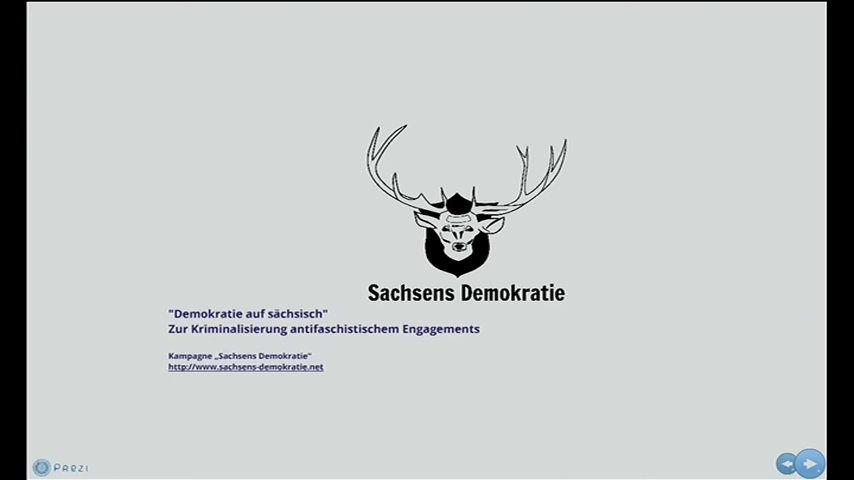 Sachsens Demokratie
"Demokratie auf sächsisch"
Zur Kriminalisierung antifaschistischem Engagements
Kampagne „Sachsens Demokratie“
http://www.sachsens-demokratie.net
Prezi